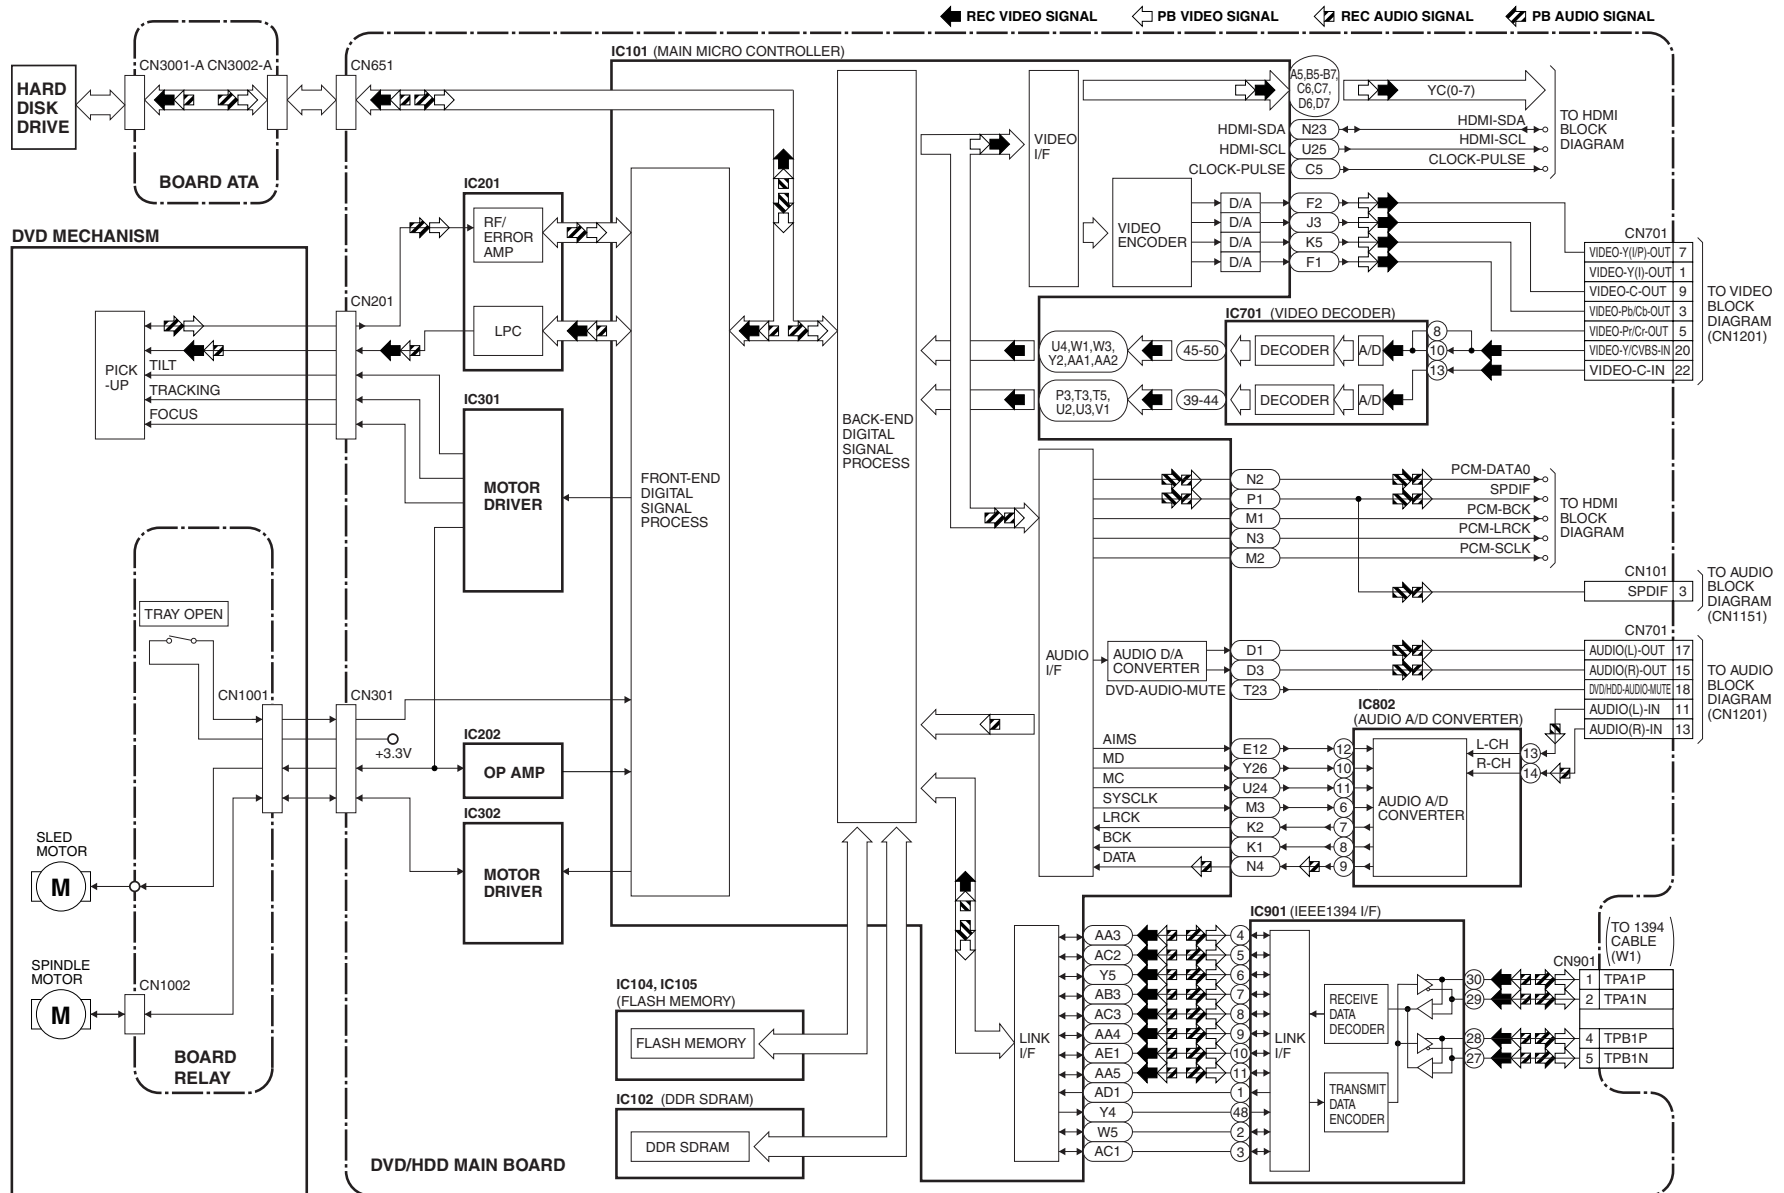 REC VIDEO SIGNAL
PB VIDEO SIGNAL
REC AUDIO SIGNAL
PB AUDIO SIGNAL
HARD
DISK
DRIVE
CN3001-A CN3002-A
BOARD ATA
CN651
IC101 (MAIN MICRO CONTROLLER)
DVD MECHANISM
PICK
-UP
TILT
TRACKING
FOCUS
CN201
IC201
RF/
ERROR
AMP
LPC
IC301
MOTOR
DRIVER
FRONT-END
DIGITAL
SIGNAL
PROCESS
BACK-END
DIGITAL
SIGNAL
PROCESS
VIDEO
I/F
VIDEO
ENCODER
D/A
D/A
D/A
D/A
A5,B5-B7,
C6,C7,
D6,D7
YC(0-7)
HDMI-SDA
N23
HDMI-SDA
HDMI-SCL
U25
HDMI-SCL
CLOCK-PULSE
C5
CLOCK-PULSE
TO HDMI
BLOCK
DIAGRAM
F2
J3
K5
F1
CN701
VIDEO-Y(I/P)-OUT 7
VIDEO-Y(I)-OUT 1
VIDEO-C-OUT 9
VIDEO-Pb/Cb-OUT 3
VIDEO-Pr/Cr-OUT 5
VIDEO-Y/CVBS-IN 20
VIDEO-C-IN 22
TO VIDEO
BLOCK
DIAGRAM
(CN1201)
IC701 (VIDEO DECODER)
U4,W1,W3,
Y2,AA1,AA2
45-50
DECODER
A/D
8
10
13
P3,T3,T5,
U2,U3,V1
39-44
DECODER
A/D
AUDIO
I/F
N2
P1
M1
N3
M2
PCM-DATA0
SPDIF
PCM-BCK
PCM-LRCK
PCM-SCLK
TO HDMI
BLOCK
DIAGRAM
CN101
SPDIF 3
TO AUDIO
BLOCK
DIAGRAM
(CN1151)
AUDIO D/A
CONVERTER
DVD-AUDIO-MUTE
D1
D3
T23
CN701
AUDIO(L)-OUT 17
AUDIO(R)-OUT 15
DVD/HDD-AUDIO-MUTE 18
AUDIO(L)-IN 11
AUDIO(R)-IN 13
TO AUDIO
BLOCK
DIAGRAM
(CN1201)
IC802
(AUDIO A/D CONVERTER)
L-CH
R-CH
13
14
AUDIO A/D
CONVERTER
AIMS
E12
12
MD
Y26
10
MC
U24
11
SYSCLK
M3
6
LRCK
K2
7
BCK
K1
8
DATA
N4
9
TRAY OPEN
CN1001
CN301
+3.3V
IC202
OP AMP
IC302
MOTOR
DRIVER
SLED
MOTOR
M
SPINDLE
MOTOR
M
CN1002
BOARD
RELAY
IC104, IC105
(FLASH MEMORY)
FLASH MEMORY
IC102 (DDR SDRAM)
DDR SDRAM
DVD/HDD MAIN BOARD
LINK
I/F
AA3
AC2
Y5
AB3
AC3
AA4
AE1
AA5
AD1
Y4
W5
AC1
4
5
6
7
8
9
10
11
1
48
2
3
IC901 (IEEE1394 I/F)
LINK
I/F
RECEIVE
DATA
DECODER
TRANSMIT
DATA
ENCODER
30
29
28
27
TO 1394
CABLE
(W1)
CN901
1 TPA1P
2 TPA1N
4 TPB1P
5 TPB1N